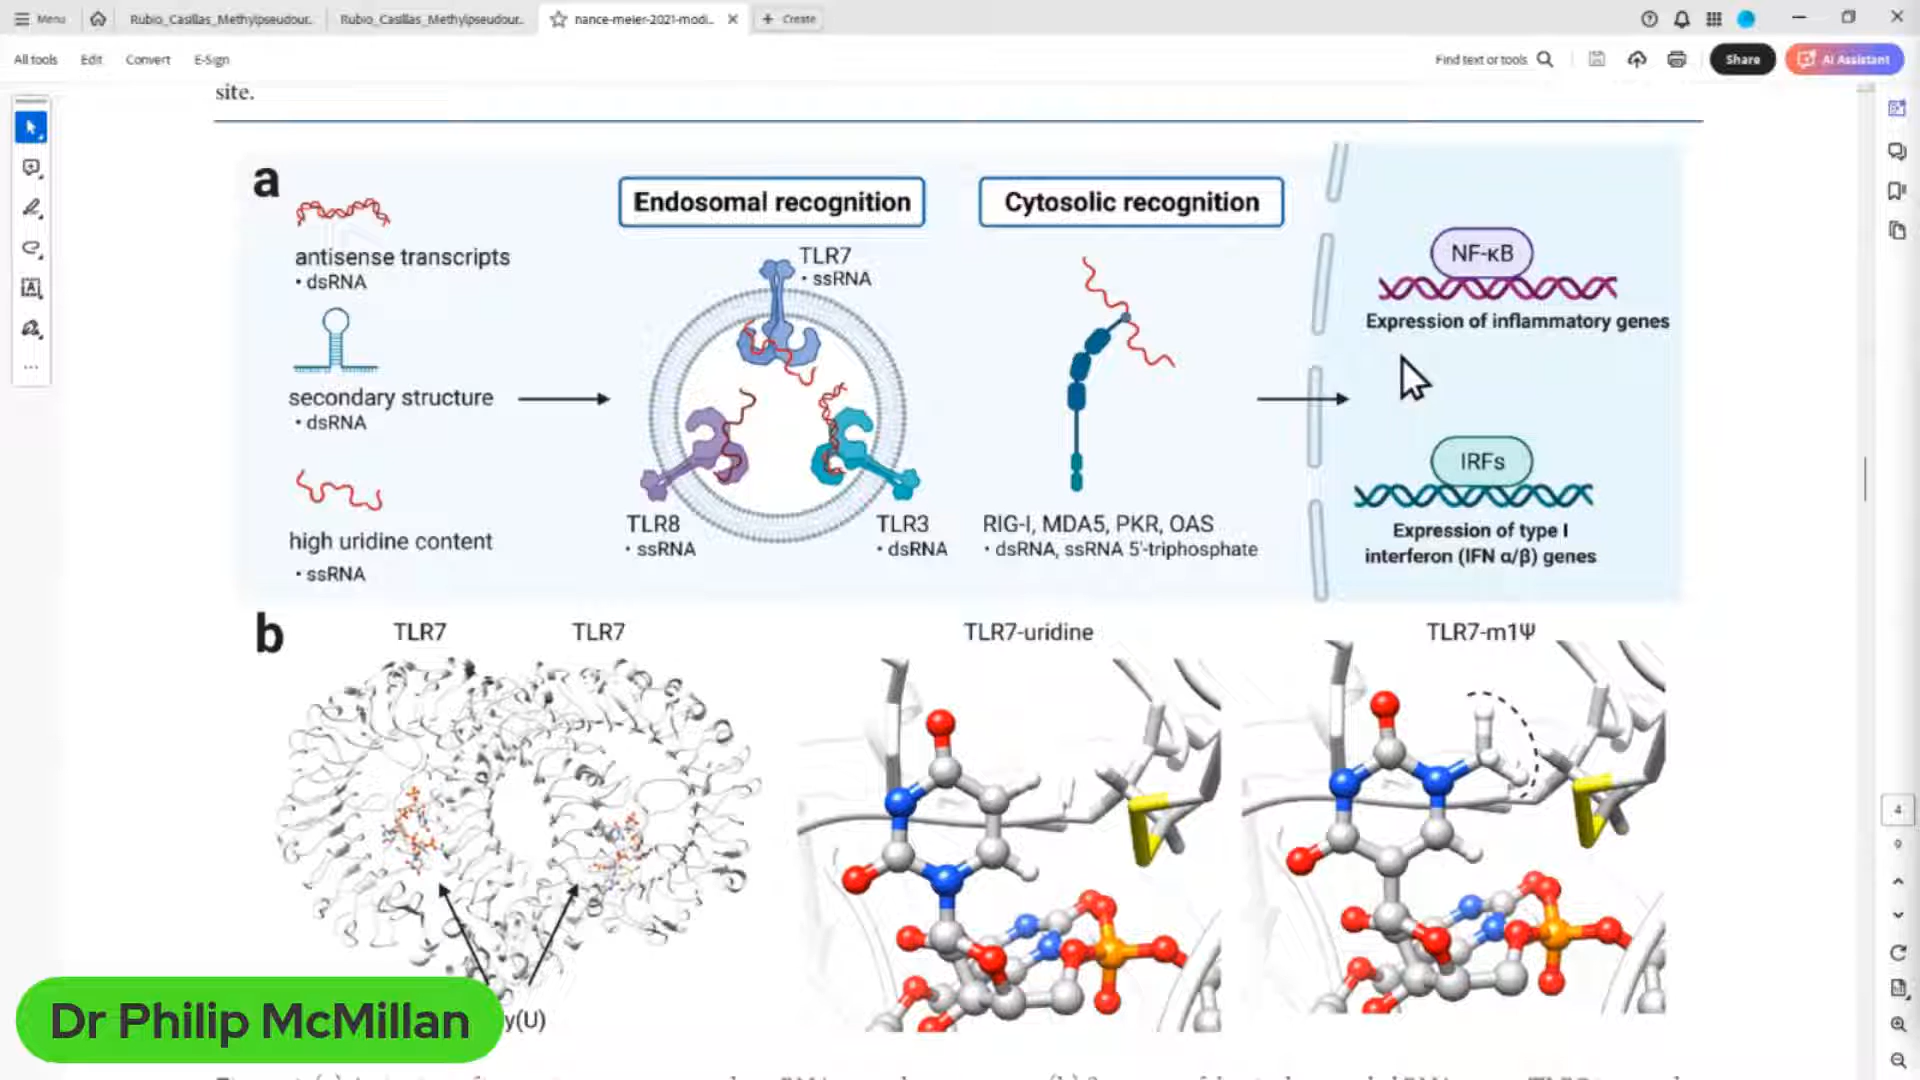 Menu
Rubio_Casillas_Methylpseudour...
Rubio_Casillas_Methylpseudour...
nance-meier-2021-modi...
Create
All tools
Edit
Convert
E-Sign
Find text or tools
Share
AI Assistant
site.
a
antisense transcripts
• dsRNA
secondary structure
• dsRNA
high uridine content
• ssRNA
Endosomal recognition
TLR7
• ssRNA
TLR8
• ssRNA
TLR3
• dsRNA
Cytosolic recognition
RIG-I, MDA5, PKR, OAS
• dsRNA, ssRNA 5'-triphosphate
NF-κB
Expression of inflammatory genes
IRFs
Expression of type I
interferon (IFN α/β) genes
b
TLR7
TLR7
TLR7-uridine
TLR7-m1Ψ
y(U)
4
9
Dr Philip McMillan